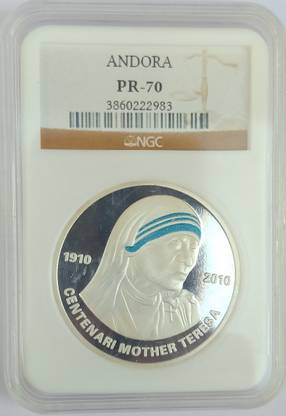 ANDORA
PR-70
3860222983
NGC
1910
2010
CENTENARI MOTHER TERESA